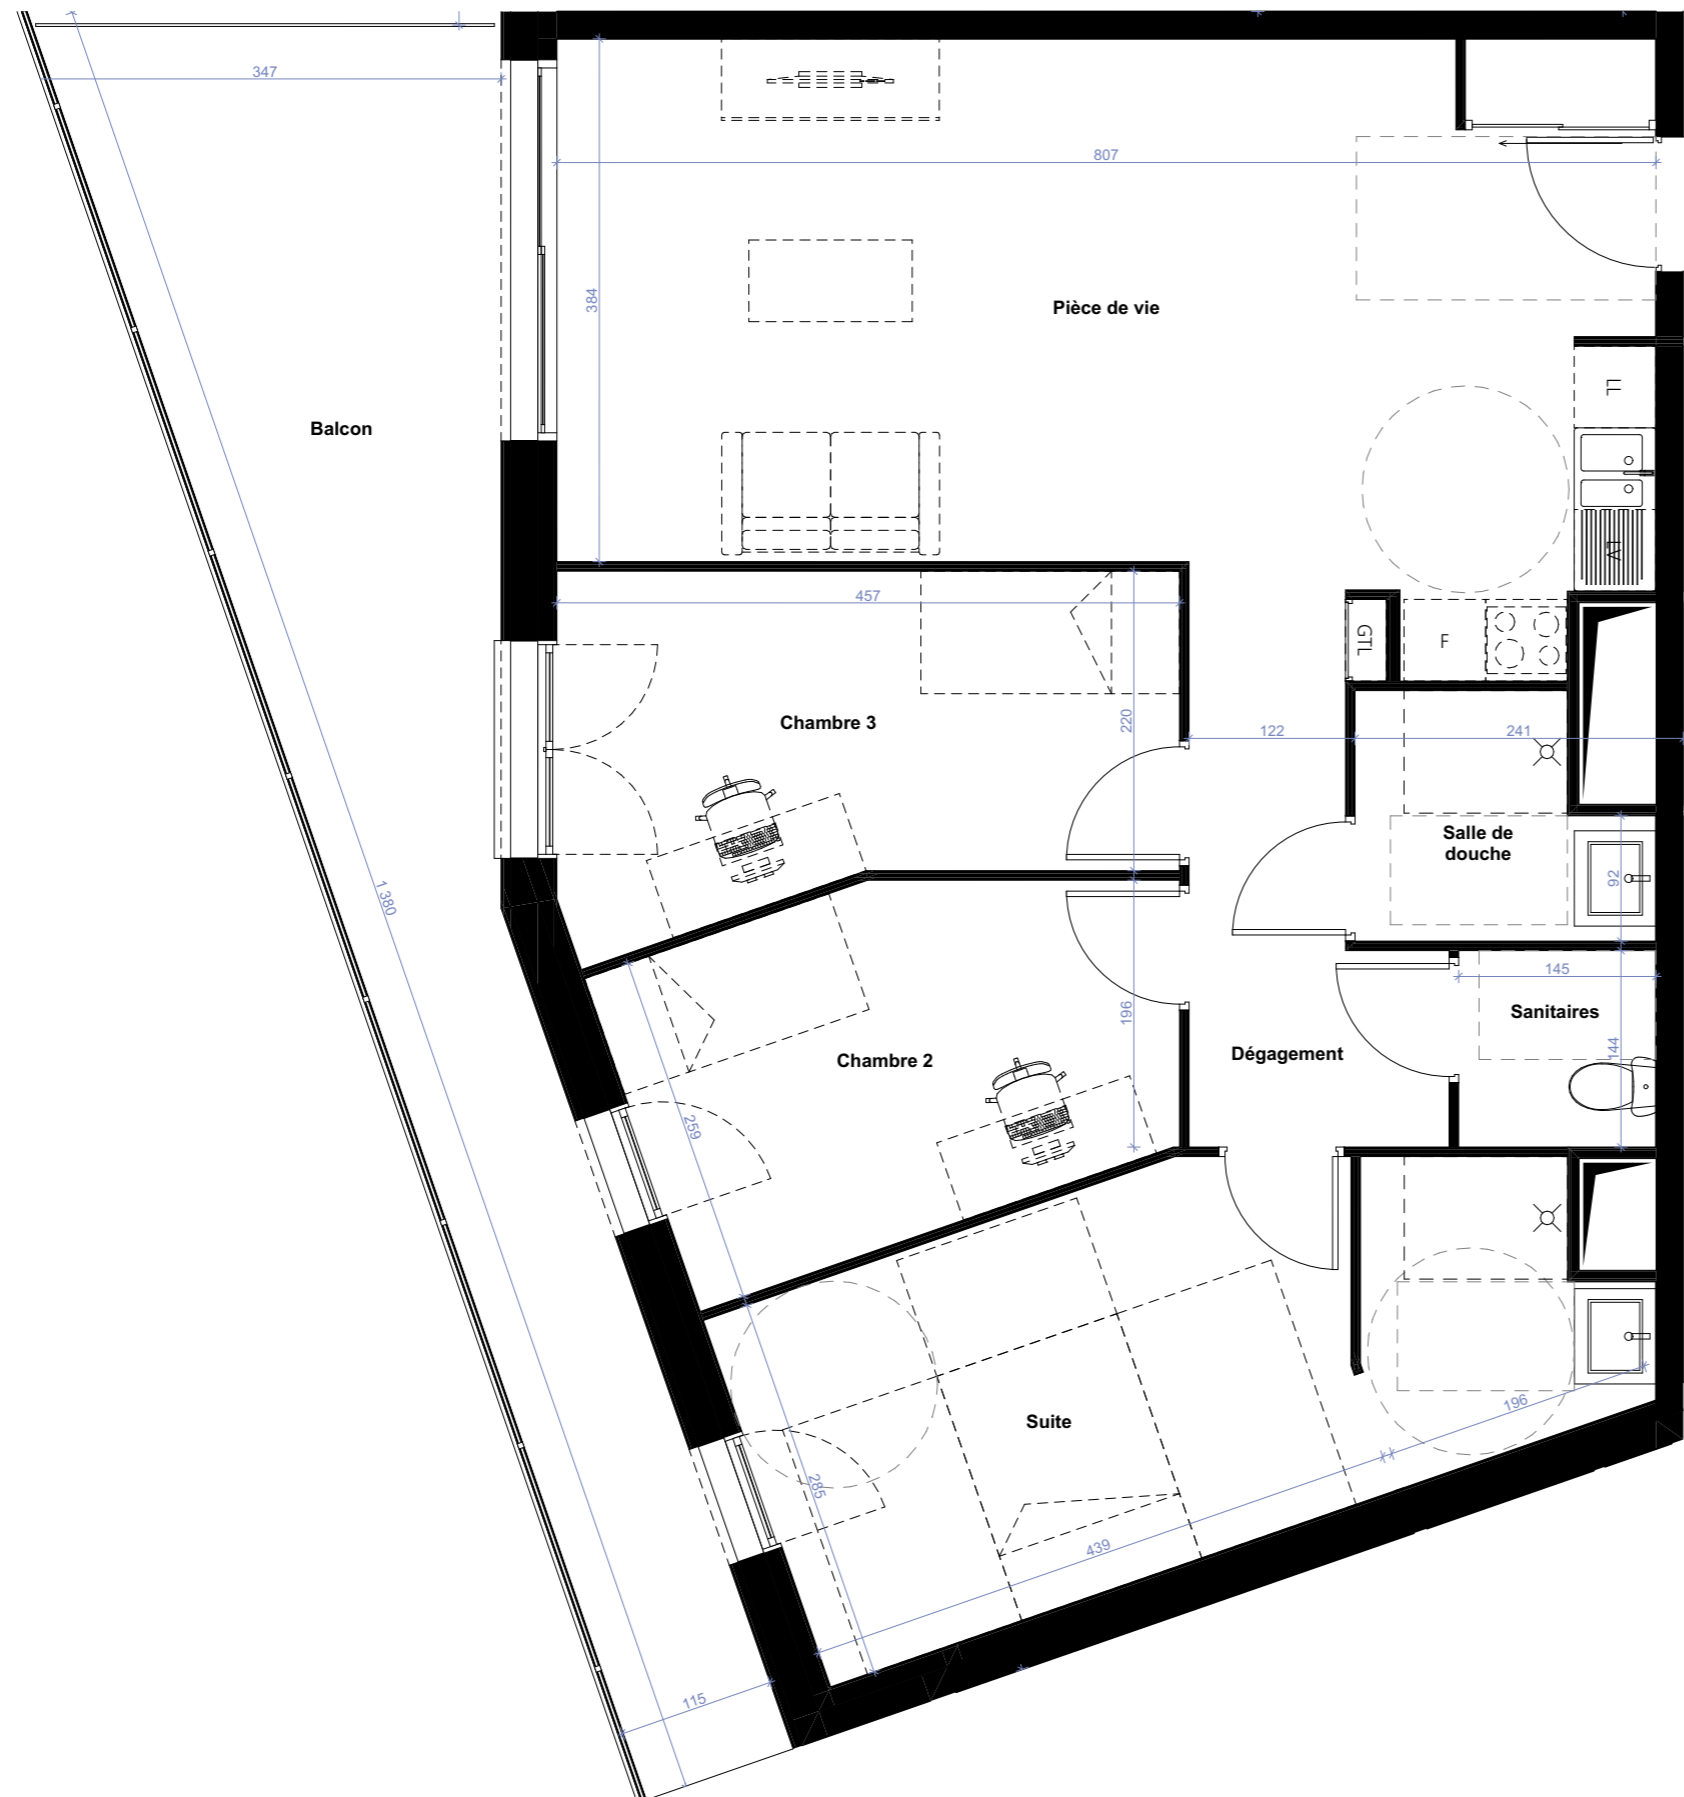 347
807
384
Pièce de vie
LL
Balcon
LV
457
GTL
F
220
Chambre 3
122
241
Salle de
douche
92
1 380
145
196
Sanitaires
144
Dégagement
Chambre 2
259
196
Suite
285
439
115